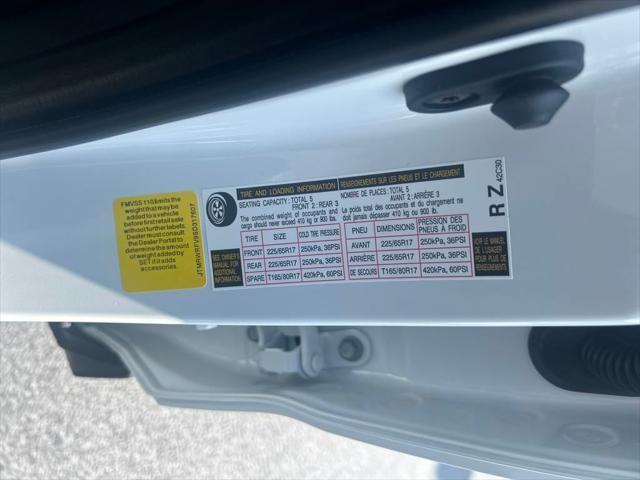 FMVSS 110 limits the
weight that may be
added to a vehicle
before first retail sale
without further labels.
Dealer must consult
the Dealer Portal to
determine the amount
of weight added by
SET if it adds
accessories.
TIRE AND LOADING INFORMATION
SEATING CAPACITY : TOTAL 5
FRONT 2 : REAR 3
The combined weight of occupants and
cargo should never exceed 410 kg or 900 lb.
TIRE SIZE COLD TIRE PRESSURE
FRONT 225/65R17 250kPa, 36PSI
REAR 225/65R17 250kPa, 36PSI
SPARE T165/80R17 420kPa, 60PSI
SEE OWNER'S
MANUAL FOR
ADDITIONAL
INFORMATION
RENSEIGNEMENTS SUR LES PNEUS ET LE CHARGEMENT
NOMBRE DE PLACES : TOTAL 5
AVANT 2 : ARRIÈRE 3
Le poids total des occupants et du chargement ne
doit jamais dépasser 410 kg ou 900 lb.
PNEU DIMENSIONS PRESSION DES PNEUS À FROID
AVANT 225/65R17 250kPa, 36PSI
ARRIÈRE 225/65R17 250kPa, 36PSI
DE SECOURS T165/80R17 420kPa, 60PSI
VOIR LE MANUEL
DE L'USAGER
POUR PLUS DE
RENSEIGNEMENTS
R Z 42C30